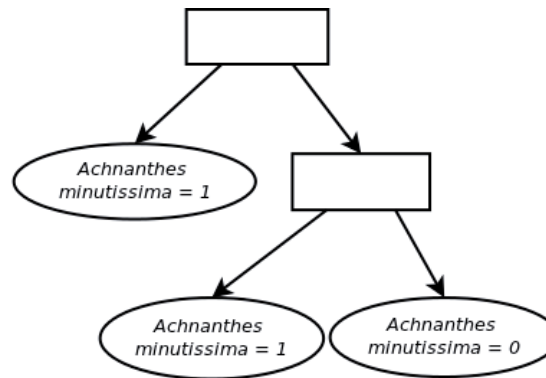 Achnanthes
minutissima = 1
Achnanthes
minutissima = 1
Achnanthes
minutissima = 0